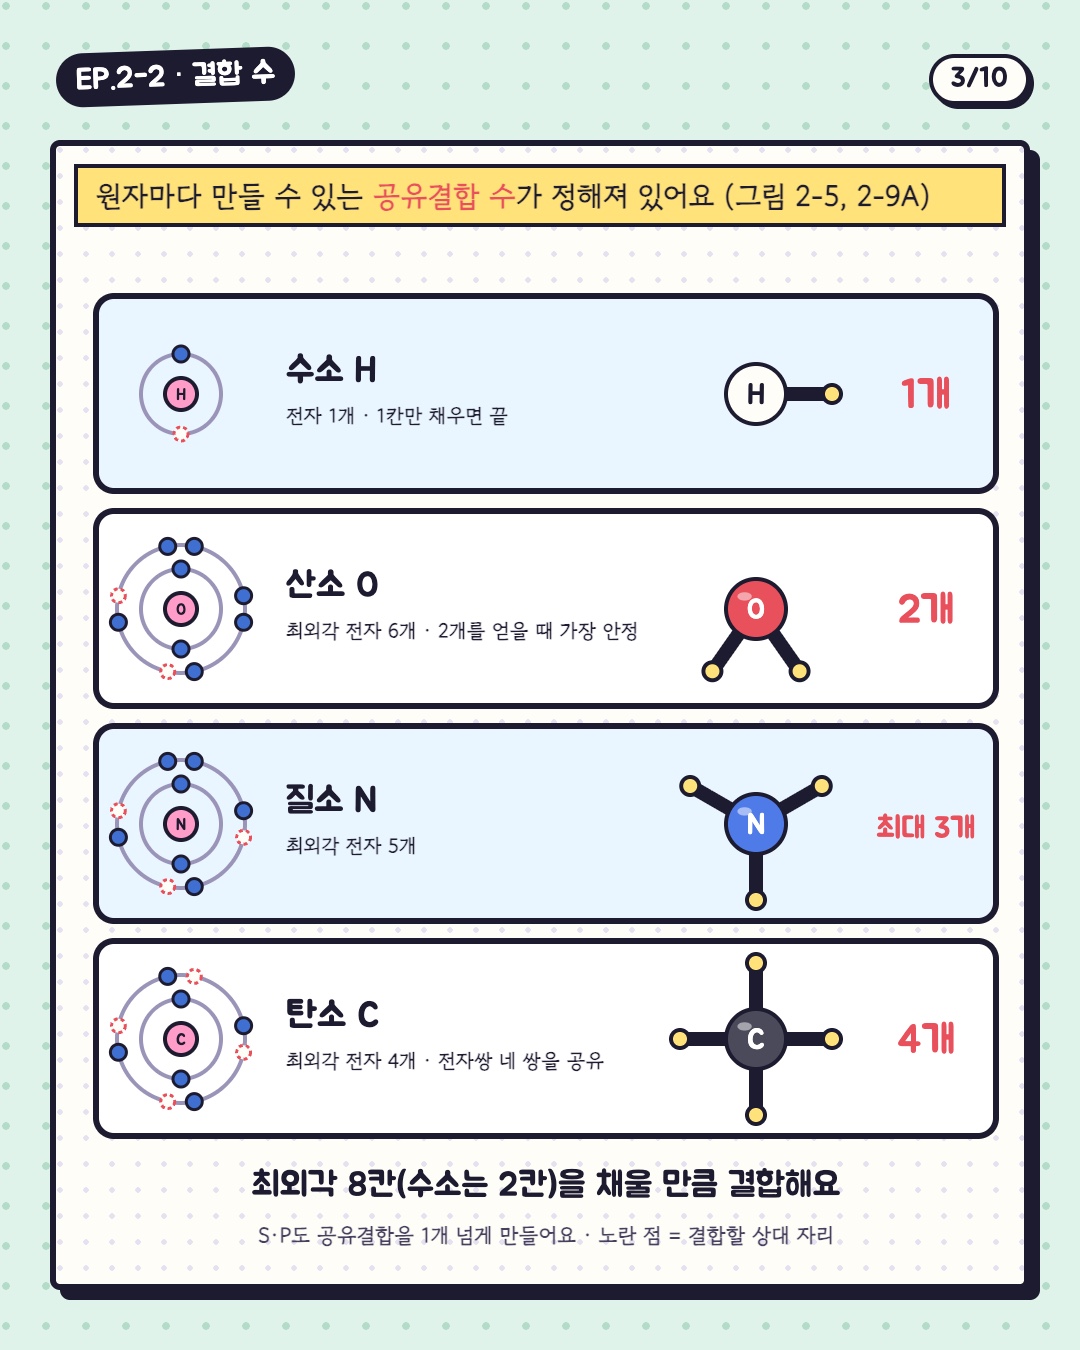 EP.2-2 · 결합 수
3/10
원자마다 만들 수 있는 공유결합 수가 정해져 있어요 (그림 2-5, 2-9A)
H
수소 H
전자 1개 · 1칸만 채우면 끝
H
1개
O
산소 O
최외각 전자 6개 · 2개를 얻을 때 가장 안정
O
2개
N
질소 N
최외각 전자 5개
N
최대 3개
C
탄소 C
최외각 전자 4개 · 전자쌍 네 쌍을 공유
C
4개
최외각 8칸(수소는 2칸)을 채울 만큼 결합해요
S·P도 공유결합을 1개 넘게 만들어요 · 노란 점 = 결합할 상대 자리